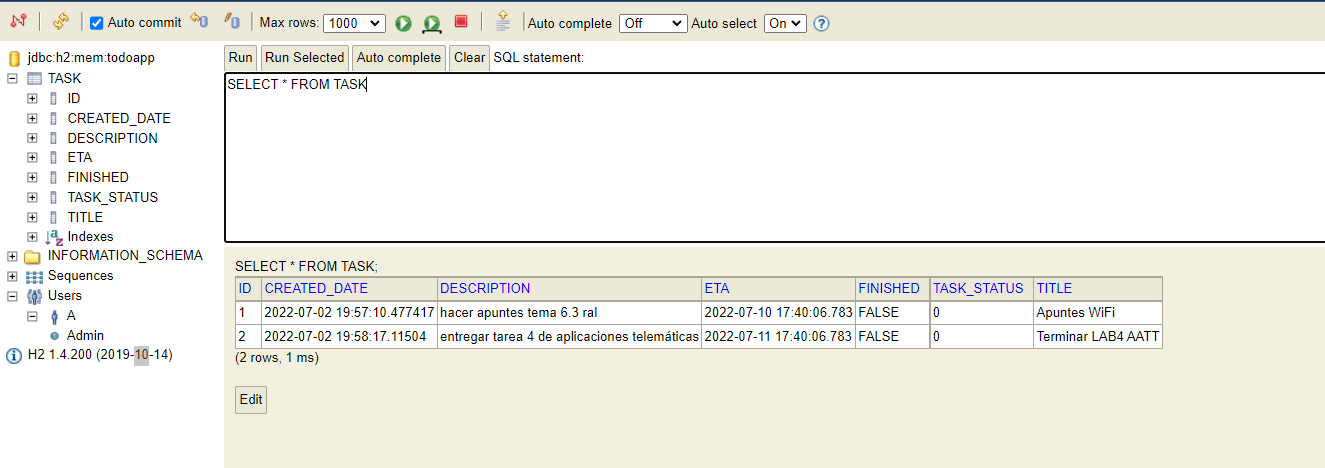 Auto commit Max rows: 1000 Auto complete Off Auto select On
jdbc:h2:mem:todoapp
TASK
ID
CREATED_DATE
DESCRIPTION
ETA
FINISHED
TASK_STATUS
TITLE
Indexes
INFORMATION_SCHEMA
Sequences
Users
A
Admin
H2 1.4.200 (2019-10-14)
Run Run Selected Auto complete Clear SQL statement:
SELECT * FROM TASK
SELECT * FROM TASK;
ID CREATED_DATE DESCRIPTION ETA FINISHED TASK_STATUS TITLE
1 2022-07-02 19:57:10.477417 hacer apuntes tema 6.3 ral 2022-07-10 17:40:06.783 FALSE 0 Apuntes WiFi
2 2022-07-02 19:58:17.11504 entregar tarea 4 de aplicaciones telemáticas 2022-07-11 17:40:06.783 FALSE 0 Terminar LAB4 AATT
(2 rows, 1 ms)
Edit